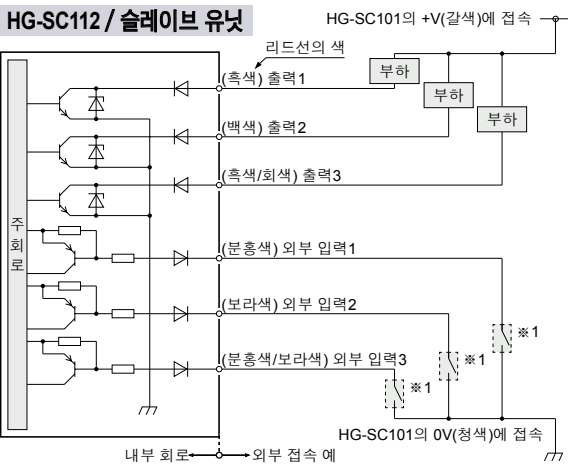 HG-SC112 / 슬레이브 유닛
HG-SC101의 +V(갈색)에 접속
리드선의 색
(흑색) 출력1
부하
(백색) 출력2
부하
(흑색/회색) 출력3
부하
주회로
(분홍색) 외부 입력1
(보라색) 외부 입력2
※1
(분홍색/보라색) 외부 입력3
※1
※1
HG-SC101의 0V(청색)에 접속
내부 회로
외부 접속 예